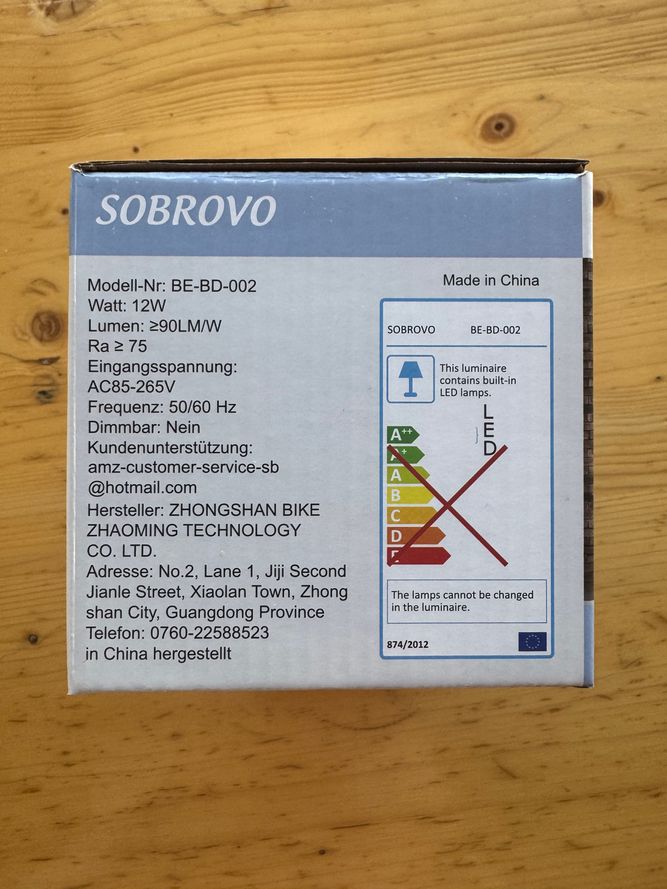 SOBROVO
Modell-Nr: BE-BD-002
Watt: 12W
Lumen: ≥90LM/W
Ra ≥ 75
Eingangsspannung:
AC85-265V
Frequenz: 50/60 Hz
Dimmbar: Nein
Kundenunterstützung:
amz-customer-service-sb
@hotmail.com
Hersteller: ZHONGSHAN BIKE
ZHAOMING TECHNOLOGY
CO. LTD.
Adresse: No.2, Lane 1, Jiji Second
Jianle Street, Xiaolan Town, Zhong
shan City, Guangdong Province
Telefon: 0760-22588523
in China hergestellt
Made in China
SOBROVO BE-BD-002
This luminaire
contains built-in
LED lamps.
L
E
D
A++
A+
A
B
C
D
E
The lamps cannot be changed
in the luminaire.
874/2012